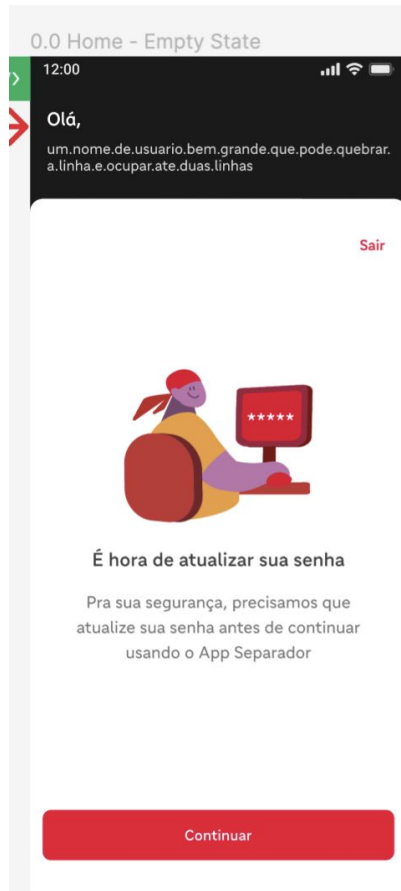 0.0 Home - Empty State
12:00
Olá,
um.nome.de.usuario.bem.grande.que.pode.quebrar.
a.linha.e.ocupar.ate.duas.linhas
Sair
*****
É hora de atualizar sua senha
Pra sua segurança, precisamos que
atualize sua senha antes de continuar
usando o App Separador
Continuar